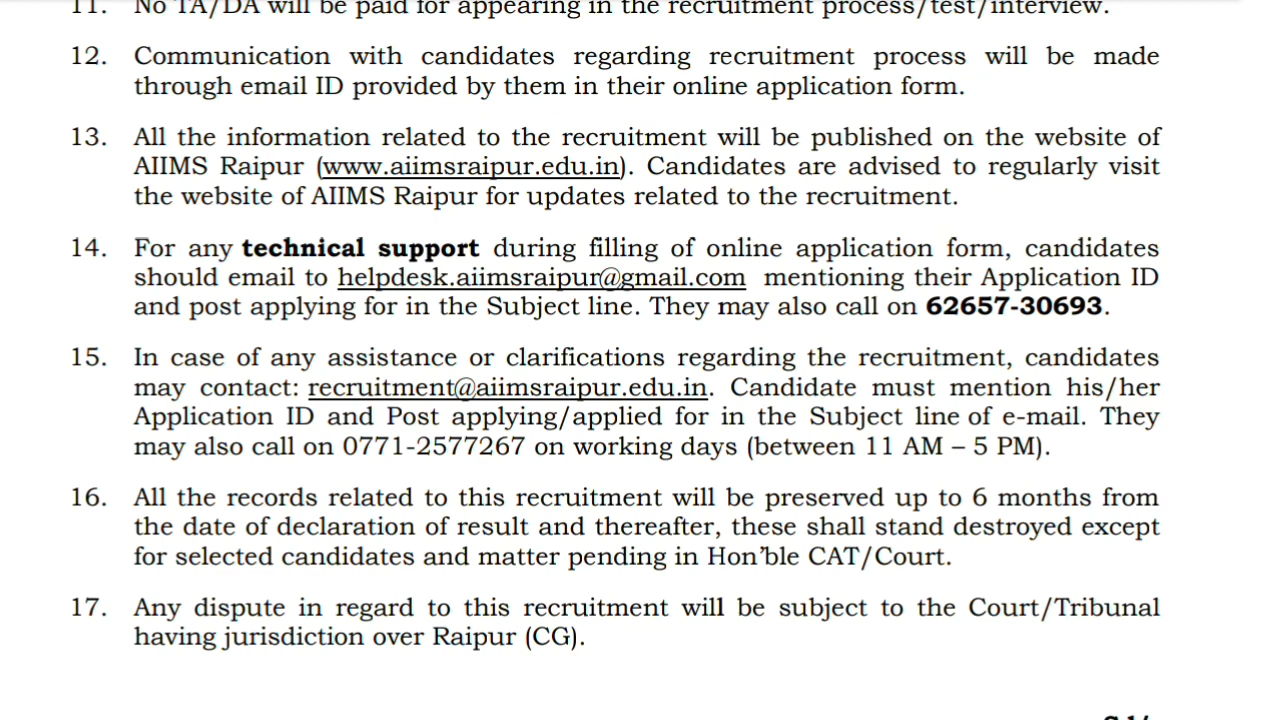 11. No TA/DA will be paid for appearing in the recruitment process/test/interview.
12. Communication with candidates regarding recruitment process will be made
through email ID provided by them in their online application form.
13. All the information related to the recruitment will be published on the website of
AIIMS Raipur (www.aiimsraipur.edu.in). Candidates are advised to regularly visit
the website of AIIMS Raipur for updates related to the recruitment.
14. For any technical support during filling of online application form, candidates
should email to helpdesk.aiimsraipur@gmail.com mentioning their Application ID
and post applying for in the Subject line. They may also call on 62657-30693.
15. In case of any assistance or clarifications regarding the recruitment, candidates
may contact: recruitment@aiimsraipur.edu.in. Candidate must mention his/her
Application ID and Post applying/applied for in the Subject line of e-mail. They
may also call on 0771-2577267 on working days (between 11 AM – 5 PM).
16. All the records related to this recruitment will be preserved up to 6 months from
the date of declaration of result and thereafter, these shall stand destroyed except
for selected candidates and matter pending in Hon’ble CAT/Court.
17. Any dispute in regard to this recruitment will be subject to the Court/Tribunal
having jurisdiction over Raipur (CG).